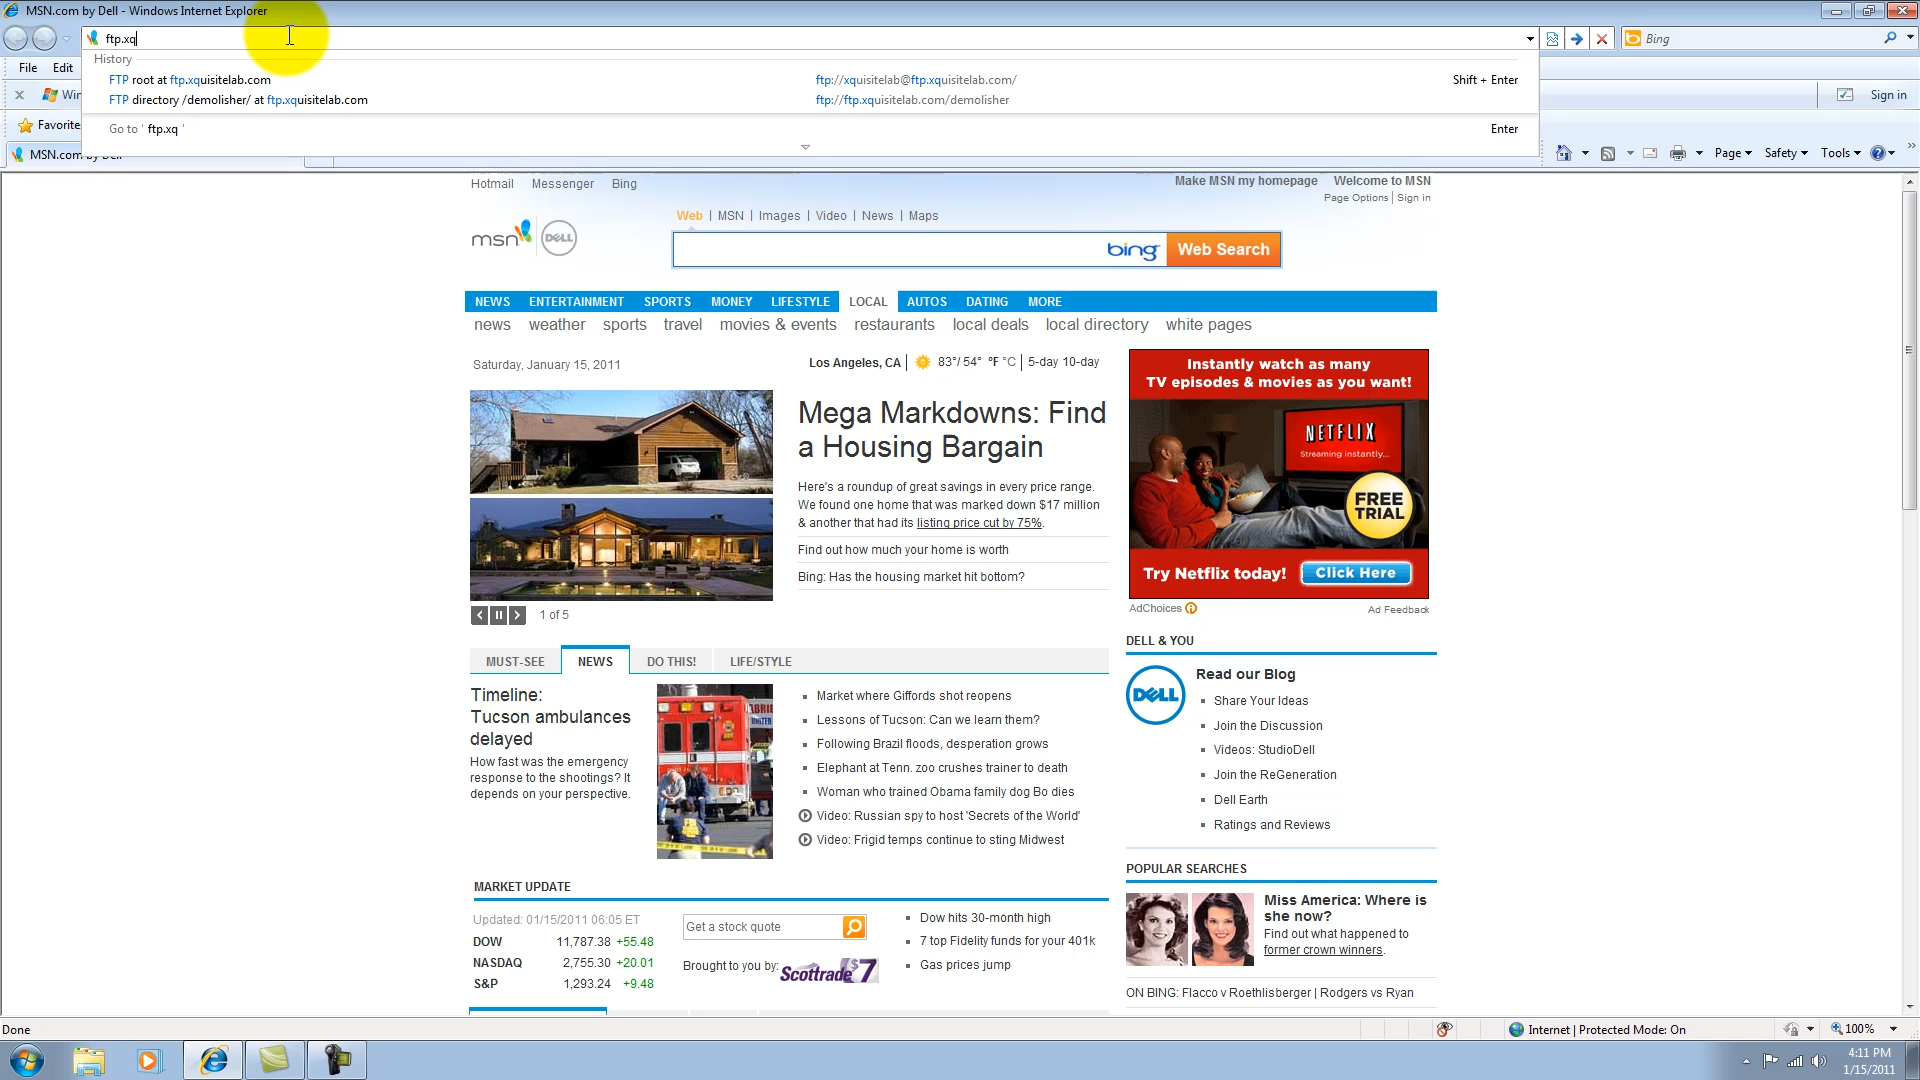 MSN.com by Dell - Windows Internet Explorer
ftp.xq
Bing
History
FTP root at ftp.xquisitelab.com
ftp://xquisitelab@ftp.xquisitelab.com/
Shift + Enter
FTP directory /demolisher/ at ftp.xquisitelab.com
ftp://ftp.xquisitelab.com/demolisher
Go to ' ftp.xq '
Enter
File Edit
Win
Sign in
Favorite
MSN.com by Dell
Page Safety Tools
Hotmail Messenger Bing
Make MSN my homepage Welcome to MSN
Page Options | Sign in
Web | MSN | Images | Video | News | Maps
msn DELL
bing Web Search
NEWS ENTERTAINMENT SPORTS MONEY LIFESTYLE LOCAL AUTOS DATING MORE
news weather sports travel movies & events restaurants local deals local directory white pages
Saturday, January 15, 2011
Los Angeles, CA | 83°/ 54° °F °C | 5-day 10-day
Mega Markdowns: Find
a Housing Bargain
Here's a roundup of great savings in every price range.
We found one home that was marked down $17 million
& another that had its listing price cut by 75%.
Find out how much your home is worth
Bing: Has the housing market hit bottom?
1 of 5
Instantly watch as many
TV episodes & movies as you want!
NETFLIX
Streaming instantly...
FREE
TRIAL
Try Netflix today! Click Here
AdChoices
Ad Feedback
MUST-SEE NEWS DO THIS! LIFE/STYLE
Timeline:
Tucson ambulances
delayed
How fast was the emergency
response to the shootings? It
depends on your perspective.
Market where Giffords shot reopens
Lessons of Tucson: Can we learn them?
Following Brazil floods, desperation grows
Elephant at Tenn. zoo crushes trainer to death
Woman who trained Obama family dog Bo dies
Video: Russian spy to host 'Secrets of the World'
Video: Frigid temps continue to sting Midwest
DELL & YOU
DELL
Read our Blog
Share Your Ideas
Join the Discussion
Videos: StudioDell
Join the ReGeneration
Dell Earth
Ratings and Reviews
POPULAR SEARCHES
Miss America: Where is
she now?
Find out what happened to
former crown winners.
ON BING: Flacco v Roethlisberger | Rodgers vs Ryan
MARKET UPDATE
Updated: 01/15/2011 06:05 ET
DOW 11,787.38 +55.48
NASDAQ 2,755.30 +20.01
S&P 1,293.24 +9.48
Get a stock quote
Brought to you by: Scottrade $7
Dow hits 30-month high
7 top Fidelity funds for your 401k
Gas prices jump
Done
Internet | Protected Mode: On
100%
4:11 PM
1/15/2011